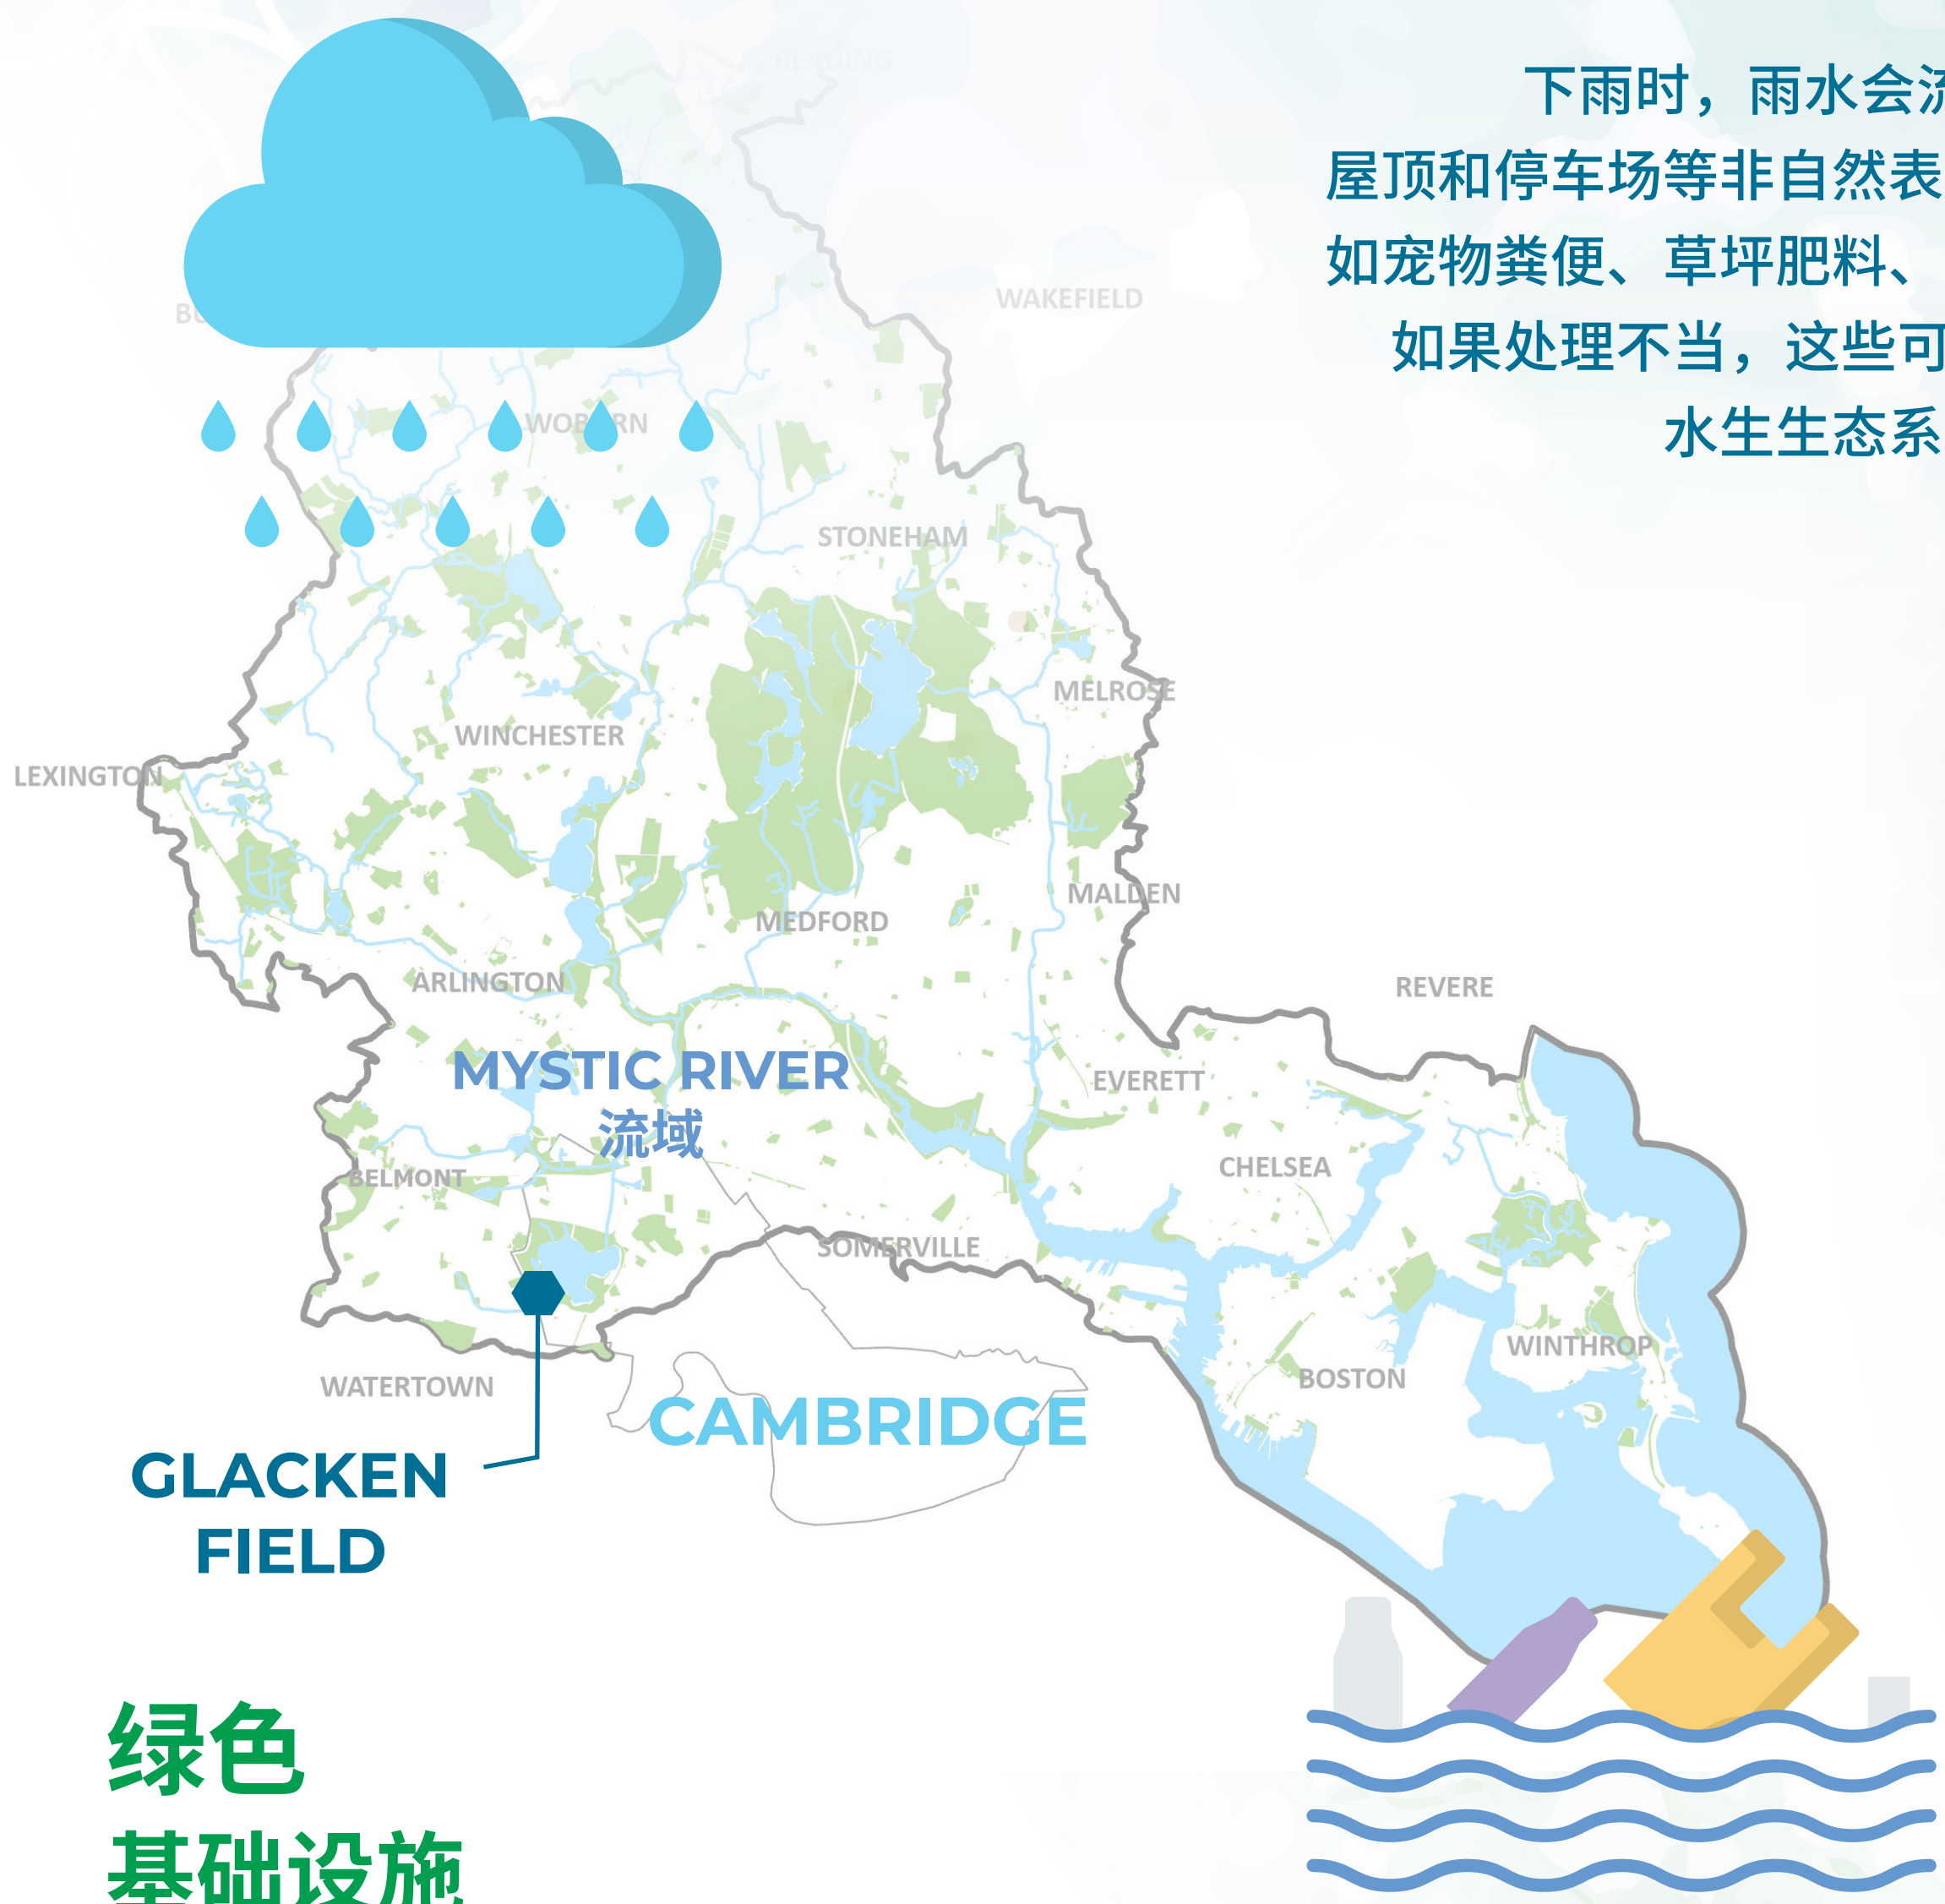 下雨时，雨水会流
屋顶和停车场等非自然表
如宠物粪便、草坪肥料、
如果处理不当，这些可
水生生态系
READING
WAKEFIELD
STONEHAM
MELROSE
WINCHESTER
LEXINGTON
MALDEN
MEDFORD
ARLINGTON
REVERE
MYSTIC RIVER
流域
EVERETT
BELMONT
CHELSEA
SOMERVILLE
WINTHROP
BOSTON
WATERTOWN
CAMBRIDGE
GLACKEN
FIELD
绿色
基础设施